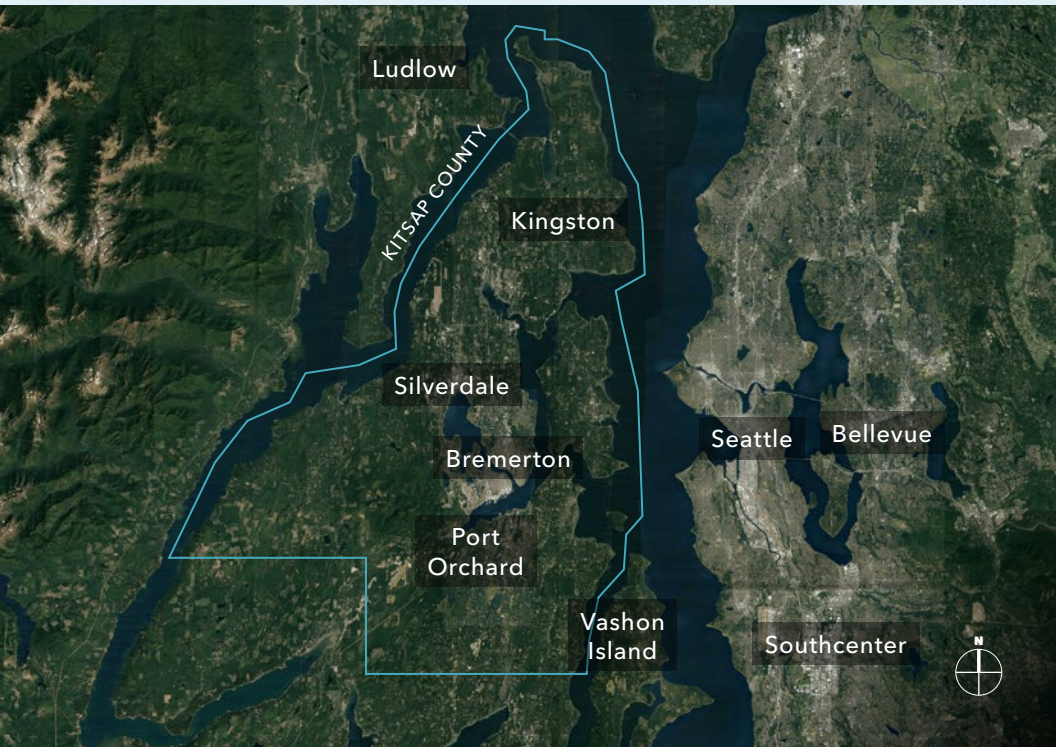 Ludlow
KITSAP COUNTY
Kingston
Silverdale
Seattle
Bellevue
Bremerton
Port
Orchard
Vashon
Island
Southcenter
N